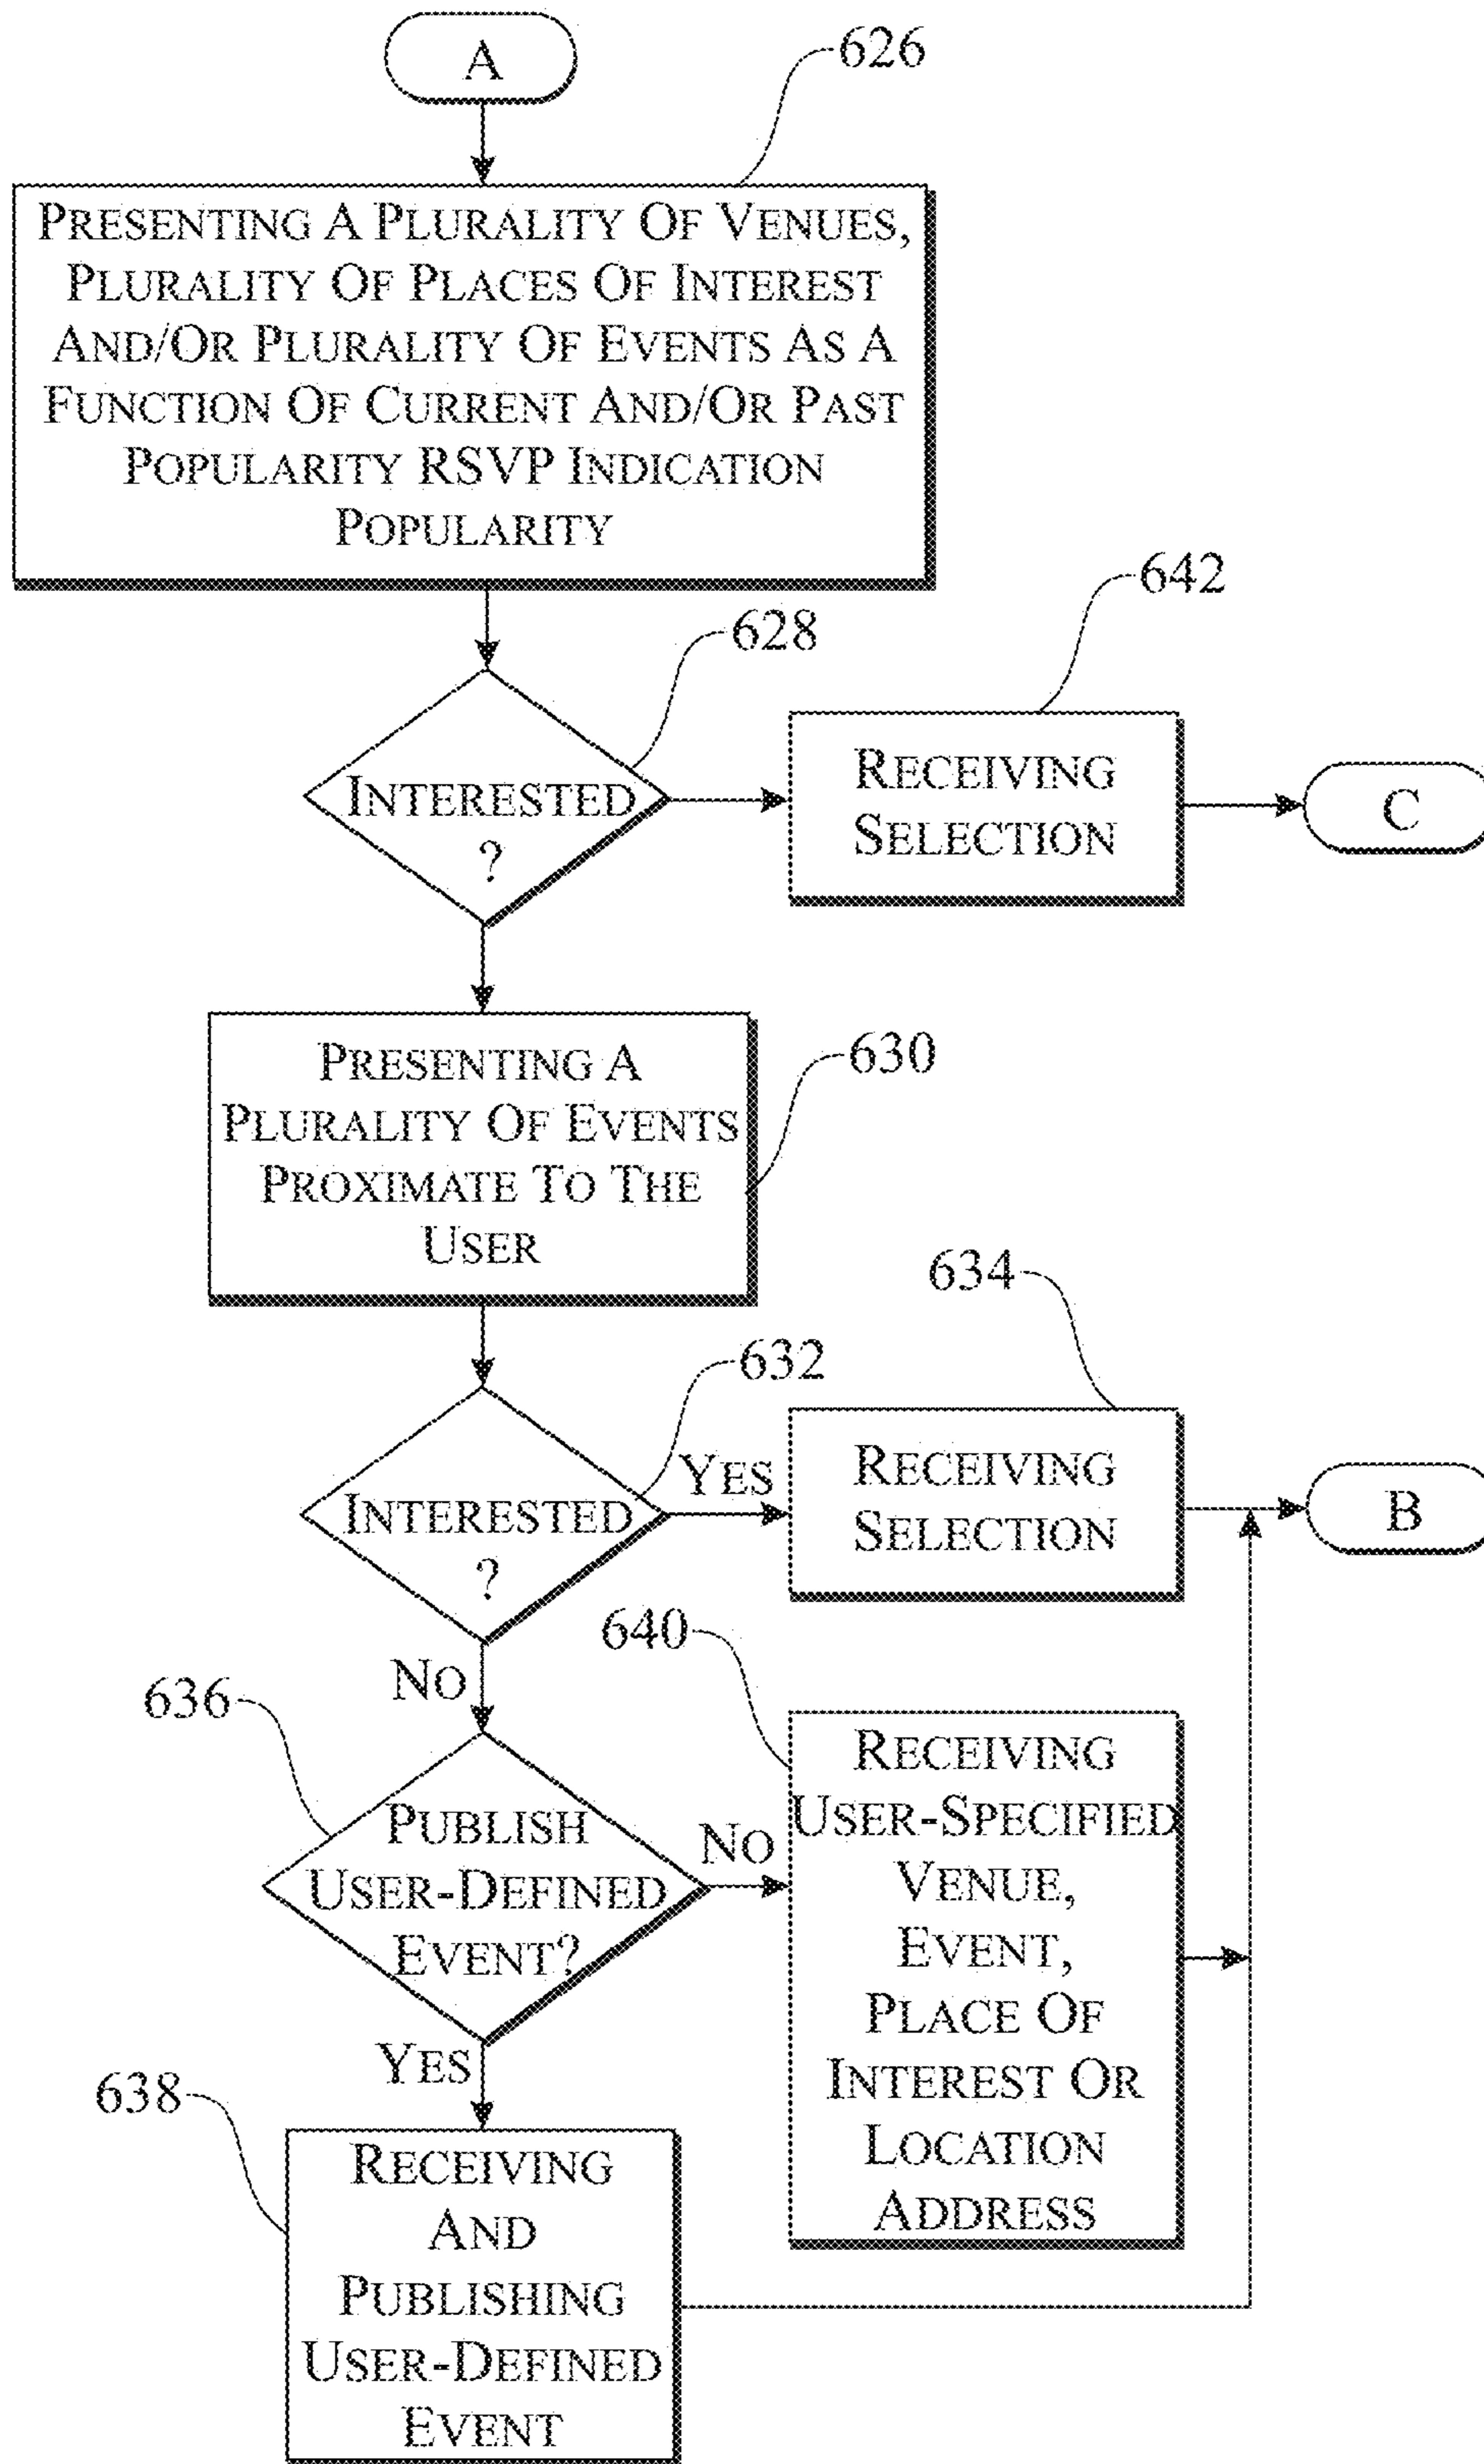 A
626
PRESENTING A PLURALITY OF VENUES,
PLURALITY OF PLACES OF INTEREST
AND/OR PLURALITY OF EVENTS AS A
FUNCTION OF CURRENT AND/OR PAST
POPULARITY RSVP INDICATION
POPULARITY
642
628
INTERESTED
?
RECEIVING
SELECTION
C
PRESENTING A
PLURALITY OF EVENTS
PROXIMATE TO THE
USER
630
634
632
INTERESTED
?
YES
RECEIVING
SELECTION
B
NO
640
636
PUBLISH
USER-DEFINED
EVENT?
NO
RECEIVING
USER-SPECIFIED
VENUE,
EVENT,
PLACE OF
INTEREST OR
LOCATION
ADDRESS
YES
638
RECEIVING
AND
PUBLISHING
USER-DEFINED
EVENT